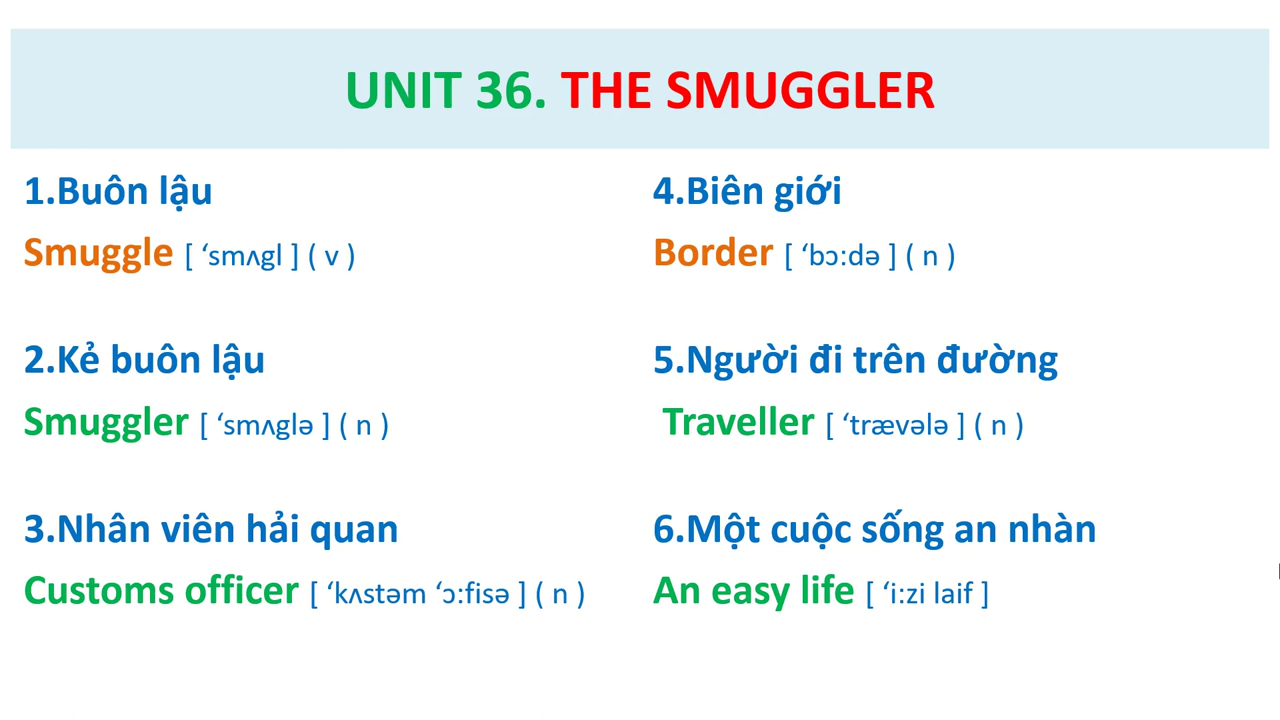 UNIT 36. THE SMUGGLER
1.Buôn lậu
Smuggle [ ‘smʌgl ] ( v )
2.Kẻ buôn lậu
Smuggler [ ‘smʌglə ] ( n )
3.Nhân viên hải quan
Customs officer [ ‘kʌstəm ‘ɔ:fisə ] ( n )
4.Biên giới
Border [ ‘bɔ:də ] ( n )
5.Người đi trên đường
Traveller [ ‘trævələ ] ( n )
6.Một cuộc sống an nhàn
An easy life [ ‘i:zi laif ]